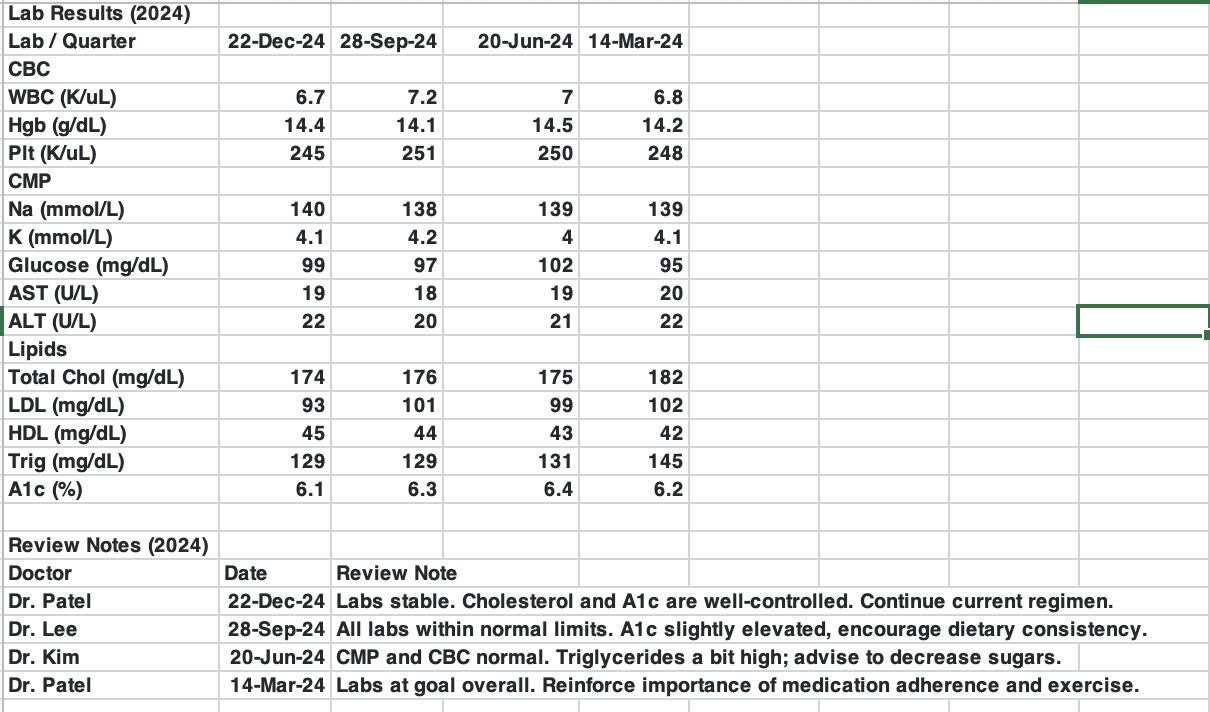 Lab Results (2024)
Lab / Quarter 22-Dec-24 28-Sep-24 20-Jun-24 14-Mar-24
CBC
WBC (K/uL) 6.7 7.2 7 6.8
Hgb (g/dL) 14.4 14.1 14.5 14.2
Plt (K/uL) 245 251 250 248
CMP
Na (mmol/L) 140 138 139 139
K (mmol/L) 4.1 4.2 4 4.1
Glucose (mg/dL) 99 97 102 95
AST (U/L) 19 18 19 20
ALT (U/L) 22 20 21 22
Lipids
Total Chol (mg/dL) 174 176 175 182
LDL (mg/dL) 93 101 99 102
HDL (mg/dL) 45 44 43 42
Trig (mg/dL) 129 129 131 145
A1c (%) 6.1 6.3 6.4 6.2
Review Notes (2024)
Doctor Date Review Note
Dr. Patel 22-Dec-24 Labs stable. Cholesterol and A1c are well-controlled. Continue current regimen.
Dr. Lee 28-Sep-24 All labs within normal limits. A1c slightly elevated, encourage dietary consistency.
Dr. Kim 20-Jun-24 CMP and CBC normal. Triglycerides a bit high; advise to decrease sugars.
Dr. Patel 14-Mar-24 Labs at goal overall. Reinforce importance of medication adherence and exercise.